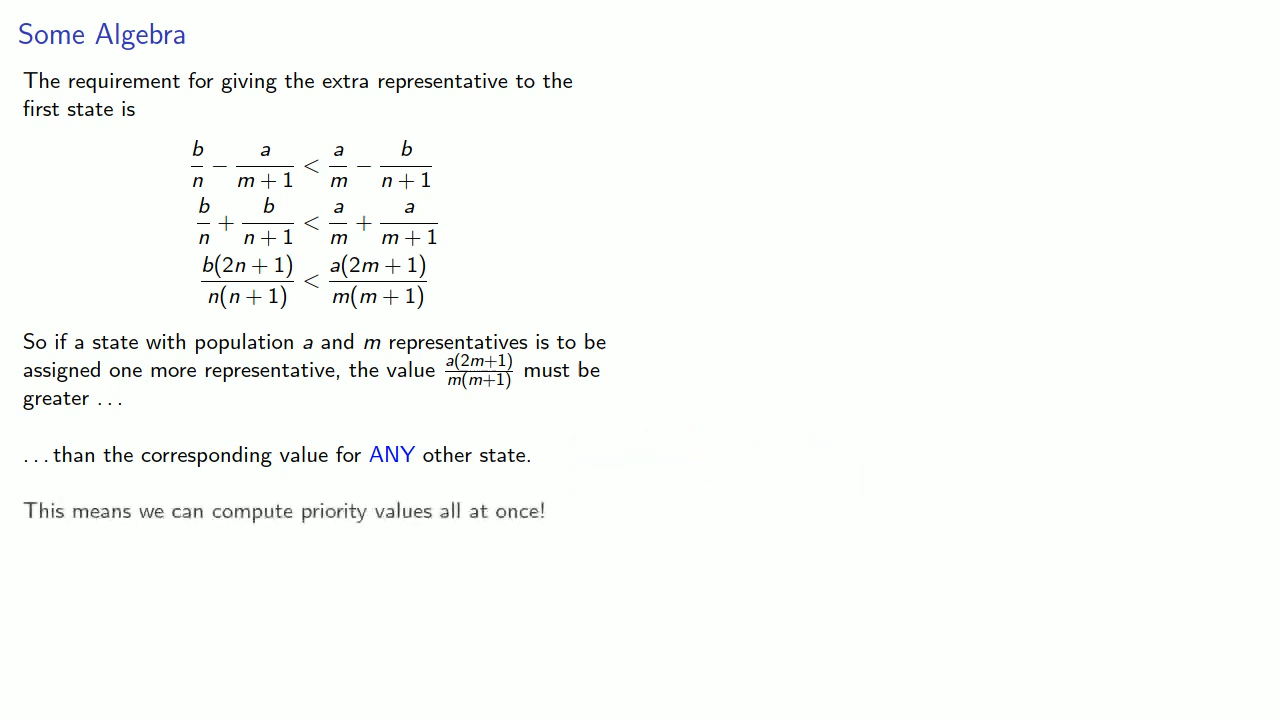 Some Algebra
The requirement for giving the extra representative to the
first state is
b/n − a/(m + 1) < a/m − b/(n + 1)
b/n + b/(n + 1) < a/m + a/(m + 1)
b(2n + 1)/n(n + 1) < a(2m + 1)/m(m + 1)
So if a state with population a and m representatives is to be
assigned one more representative, the value a(2m+1)/m(m+1) must be
greater ...
...than the corresponding value for ANY other state.
This means we can compute priority values all at once!